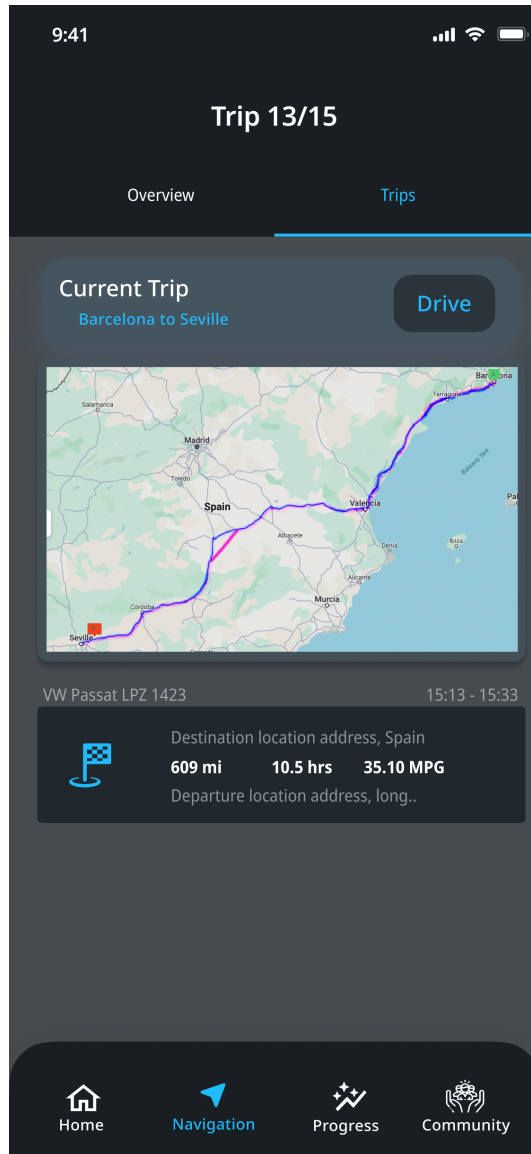 9:41
Trip 13/15
Overview
Trips
Current Trip
Barcelona to Seville
Drive
Salamanca
Madrid
Toledo
Spain
Albacete
Tarragona
Balearic Sea
Valencia
Ibiza
Denia
Alicante
Murcia
Córdoba
Seville
VW Passat LPZ 1423
15:13 - 15:33
Destination location address, Spain
609 mi 10.5 hrs 35.10 MPG
Departure location address, long..
Home
Navigation
Progress
Community